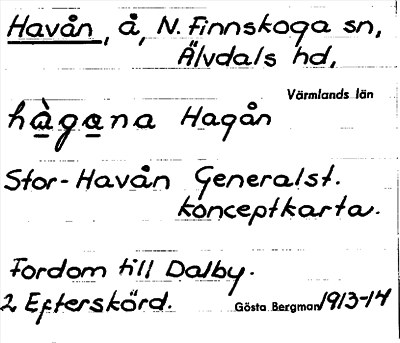 Havån, å, N. Finnskoga sn,
Älvdals hd,
Värmlands län
hàgana Hagån
Stor-Havån Generalst.
konceptkarta.
Fordom till Dalby.
2 Efterskörd. Gösta Bergman 1913-14